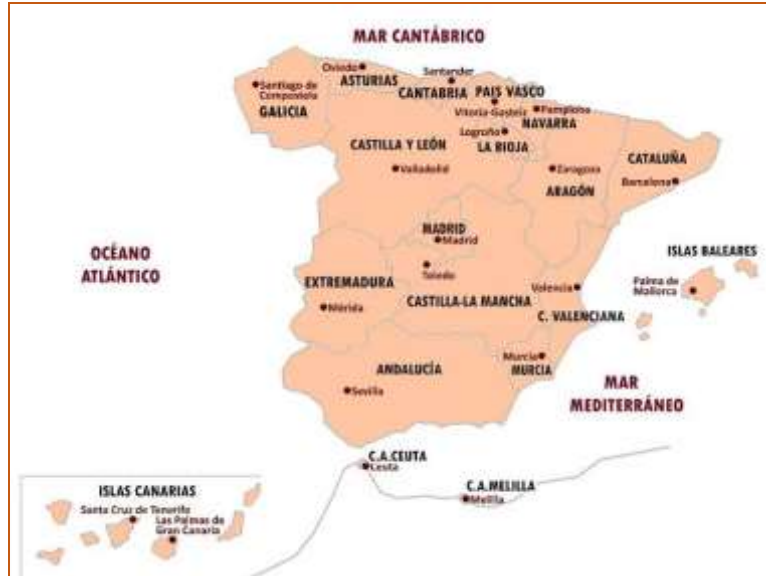 MAR CANTÁBRICO
Oviedo
ASTURIAS
Santander
CANTABRIA
PAIS VASCO
Vitoria-Gasteiz
Santiago de
Compostela
GALICIA
Pamplona
NAVARRA
Logroño
LA RIOJA
CASTILLA Y LEÓN
Valladolid
Zaragoza
ARAGÓN
CATALUÑA
Barcelona
MADRID
Madrid
OCÉANO
ATLÁNTICO
Toledo
EXTREMADURA
Mérida
CASTILLA-LA MANCHA
Valencia
C. VALENCIANA
ISLAS BALEARES
Palma de
Mallorca
Murcia
MURCIA
ANDALUCÍA
Sevilla
MAR
MEDITERRÁNEO
C.A.CEUTA
Ceuta
C.A.MELILLA
Melilla
ISLAS CANARIAS
Santa Cruz de Tenerife
Las Palmas de
Gran Canaria